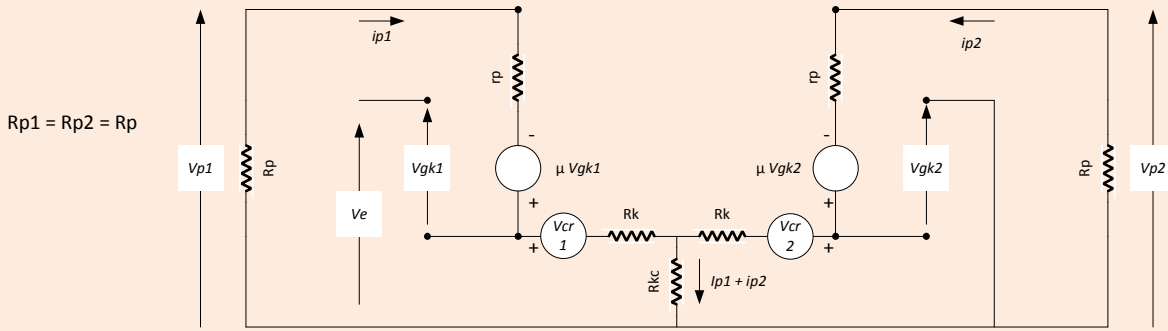 Rp1 = Rp2 = Rp
Vp1
Rp
ip1
rp
Ve
Vgk1
-
µ Vgk1
+
+
Vcr
1
Rk
Rkc
Ip1 + ip2
Rk
Vcr
2
+
rp
-
µ Vgk2
+
ip2
Vgk2
Rp
Vp2